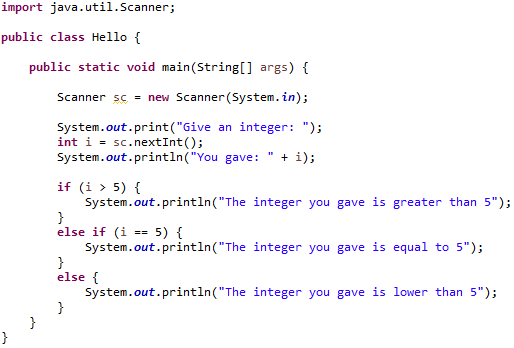 import java.util.Scanner;
public class Hello {
public static void main(String[] args) {
Scanner sc = new Scanner(System.in);
System.out.print("Give an integer: ");
int i = sc.nextInt();
System.out.println("You gave: " + i);
if (i > 5) {
System.out.println("The integer you gave is greater than 5");
}
else if (i == 5) {
System.out.println("The integer you gave is equal to 5");
}
else {
System.out.println("The integer you gave is lower than 5");
}
}
}